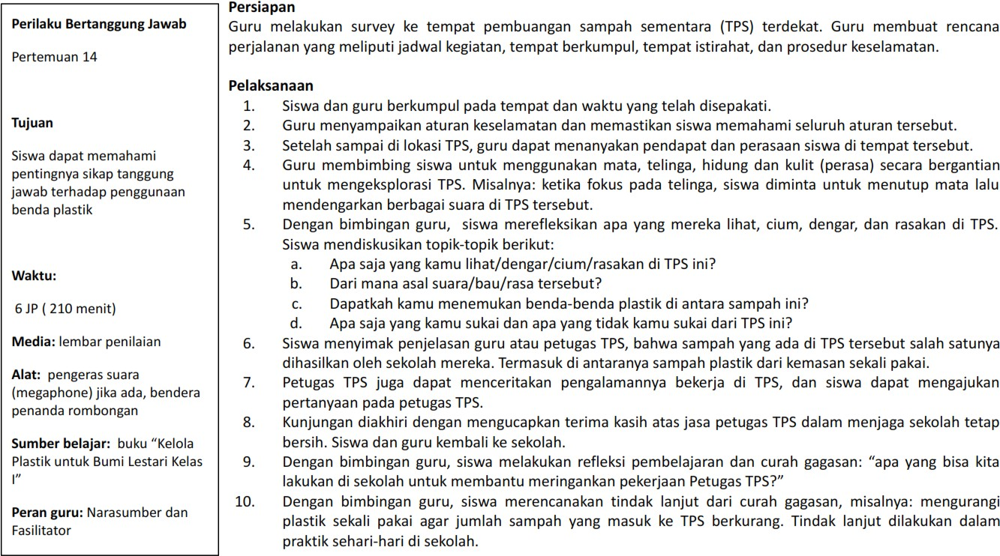 Perilaku Bertanggung Jawab
Pertemuan 14
Tujuan
Siswa dapat memahami
pentingnya sikap tanggung
jawab terhadap penggunaan
benda plastik
Waktu:
6 JP ( 210 menit)
Media: lembar penilaian
Alat: pengeras suara
(megaphone) jika ada, bendera
penanda rombongan
Sumber belajar: buku “Kelola
Plastik untuk Bumi Lestari Kelas
I”
Peran guru: Narasumber dan
Fasilitator
Persiapan
Guru melakukan survey ke tempat pembuangan sampah sementara (TPS) terdekat. Guru membuat rencana
perjalanan yang meliputi jadwal kegiatan, tempat berkumpul, tempat istirahat, dan prosedur keselamatan.
Pelaksanaan
1. Siswa dan guru berkumpul pada tempat dan waktu yang telah disepakati.
2. Guru menyampaikan aturan keselamatan dan memastikan siswa memahami seluruh aturan tersebut.
3. Setelah sampai di lokasi TPS, guru dapat menanyakan pendapat dan perasaan siswa di tempat tersebut.
4. Guru membimbing siswa untuk menggunakan mata, telinga, hidung dan kulit (perasa) secara bergantian
untuk mengeksplorasi TPS. Misalnya: ketika fokus pada telinga, siswa diminta untuk menutup mata lalu
mendengarkan berbagai suara di TPS tersebut.
5. Dengan bimbingan guru, siswa merefleksikan apa yang mereka lihat, cium, dengar, dan rasakan di TPS.
Siswa mendiskusikan topik-topik berikut:
a. Apa saja yang kamu lihat/dengar/cium/rasakan di TPS ini?
b. Dari mana asal suara/bau/rasa tersebut?
c. Dapatkah kamu menemukan benda-benda plastik di antara sampah ini?
d. Apa saja yang kamu sukai dan apa yang tidak kamu sukai dari TPS ini?
6. Siswa menyimak penjelasan guru atau petugas TPS, bahwa sampah yang ada di TPS tersebut salah satunya
dihasilkan oleh sekolah mereka. Termasuk di antaranya sampah plastik dari kemasan sekali pakai.
7. Petugas TPS juga dapat menceritakan pengalamannya bekerja di TPS, dan siswa dapat mengajukan
pertanyaan pada petugas TPS.
8. Kunjungan diakhiri dengan mengucapkan terima kasih atas jasa petugas TPS dalam menjaga sekolah tetap
bersih. Siswa dan guru kembali ke sekolah.
9. Dengan bimbingan guru, siswa melakukan refleksi pembelajaran dan curah gagasan: “apa yang bisa kita
lakukan di sekolah untuk membantu meringankan pekerjaan Petugas TPS?”
10. Dengan bimbingan guru, siswa merencanakan tindak lanjut dari curah gagasan, misalnya: mengurangi
plastik sekali pakai agar jumlah sampah yang masuk ke TPS berkurang. Tindak lanjut dilakukan dalam
praktik sehari-hari di sekolah.